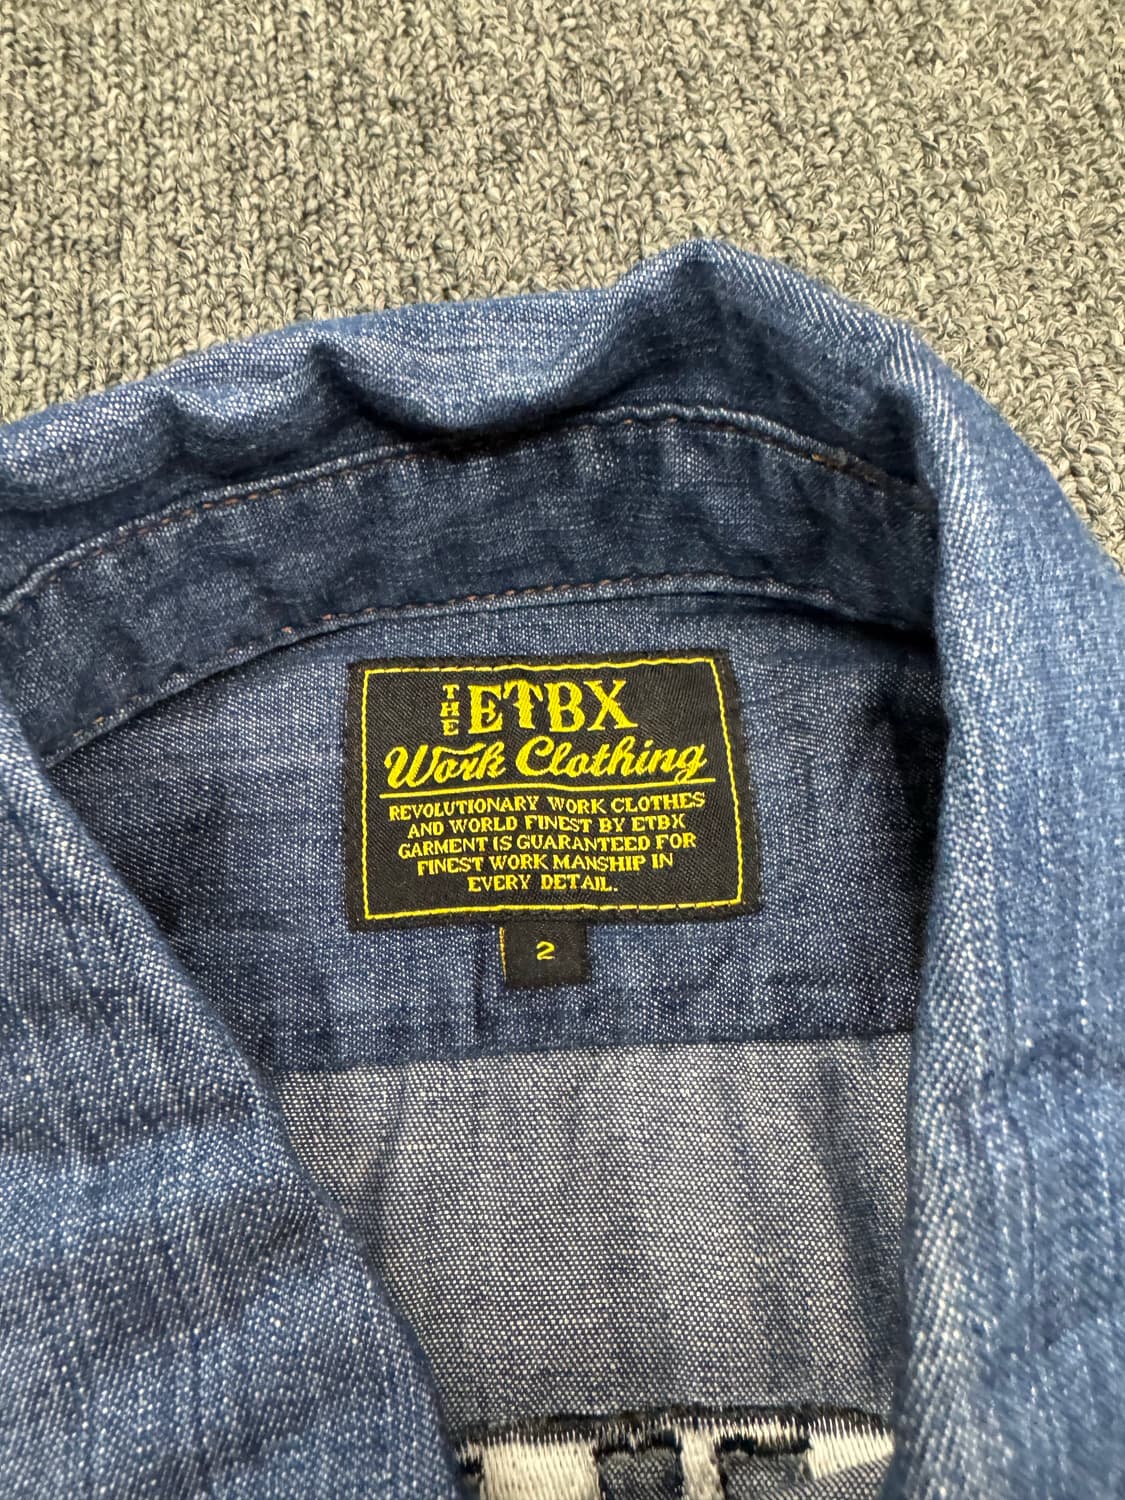 THE ETBX
Work Clothing
REVOLUTIONARY WORK CLOTHES
AND WORLD FINEST BY ETBX
GARMENT IS GUARANTEED FOR
FINEST WORK MANSHIP IN
EVERY DETAIL.
2